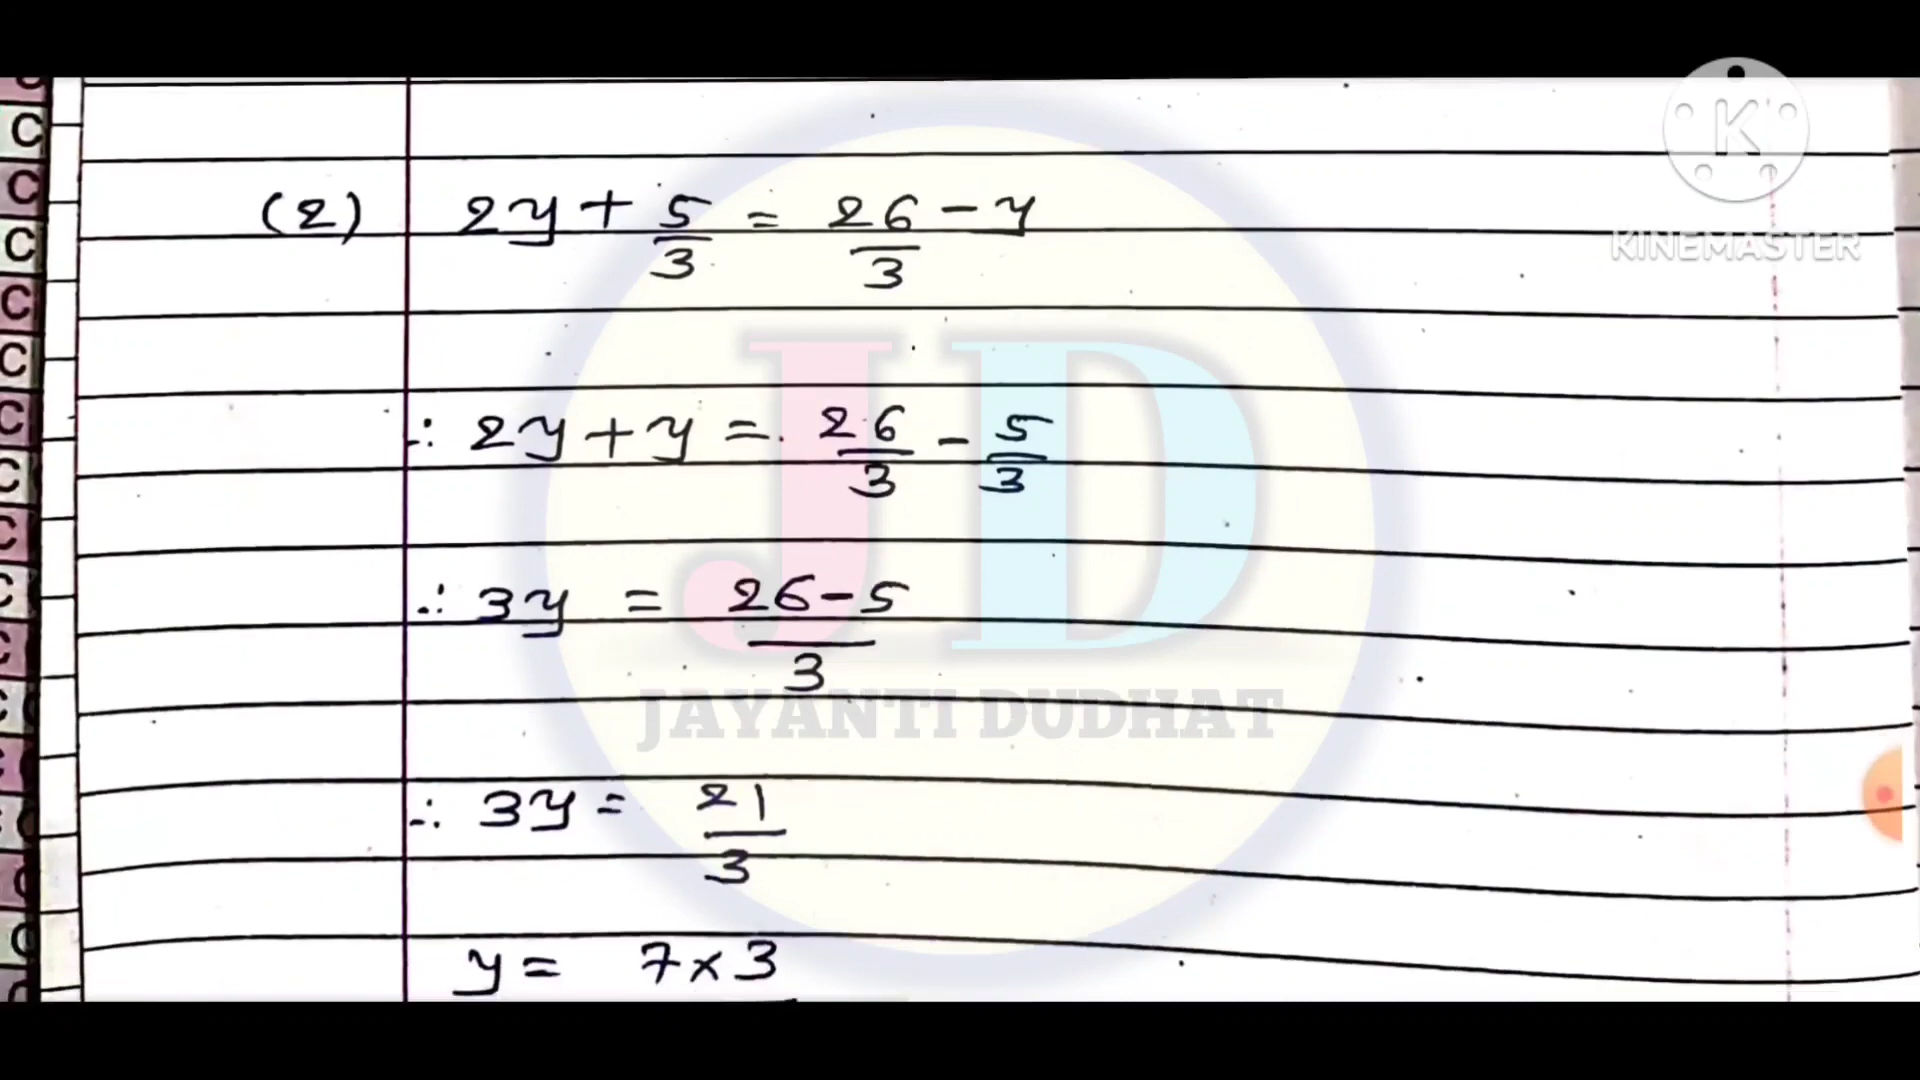 (2) 2y + 5/3 = 26/3 - y
∴ 2y + y = 26/3 - 5/3
∴ 3y = 26-5/3
∴ 3y = 21/3
y = 7×3
K
KINEMASTER
JD
JAYANTI DUDHAT